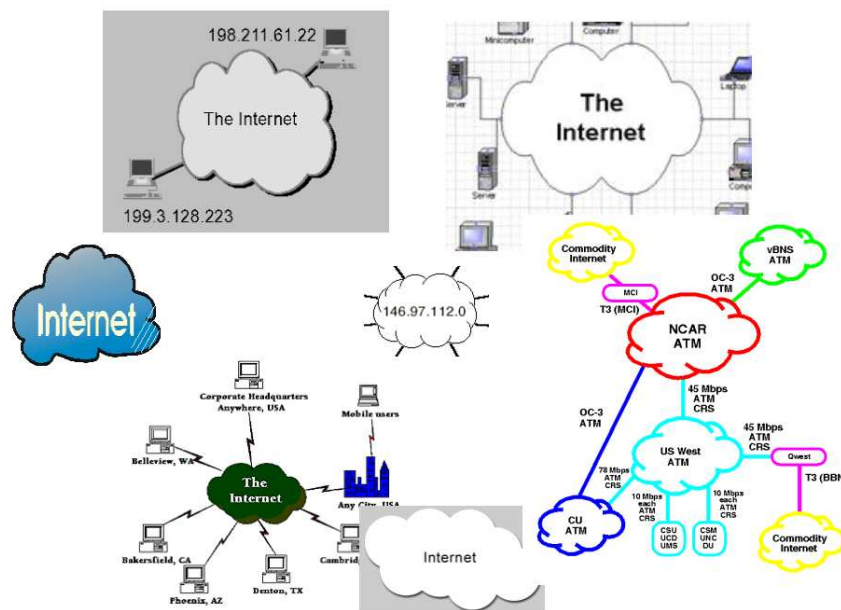 198.211.61.22
The Internet
199.3.128.223
Minicomputer
Computer
Server
Laptop
The
Internet
Server
Internet
146.97.112.0
Corporate Headquarters
Anywhere, USA
Mobile users
Belleview, WA
The
Internet
Any City, USA
Bakersfield, CA
Phoenix, AZ
Denton, TX
Internet
Commodity
Internet
vBNS
ATM
MCI
OC-3
ATM
T3 (MCI)
NCAR
ATM
OC-3
ATM
45 Mbps
ATM
CRS
45 Mbps
ATM
CRS
US West
ATM
Qwest
T3 (BBN
78 Mbps
ATM
CRS
10 Mbps
each
ATM
CRS
10 Mbps
each
ATM
CRS
CU
ATM
CSU
UCD
UMS
CSM
UNC
DU
Commodity
Internet